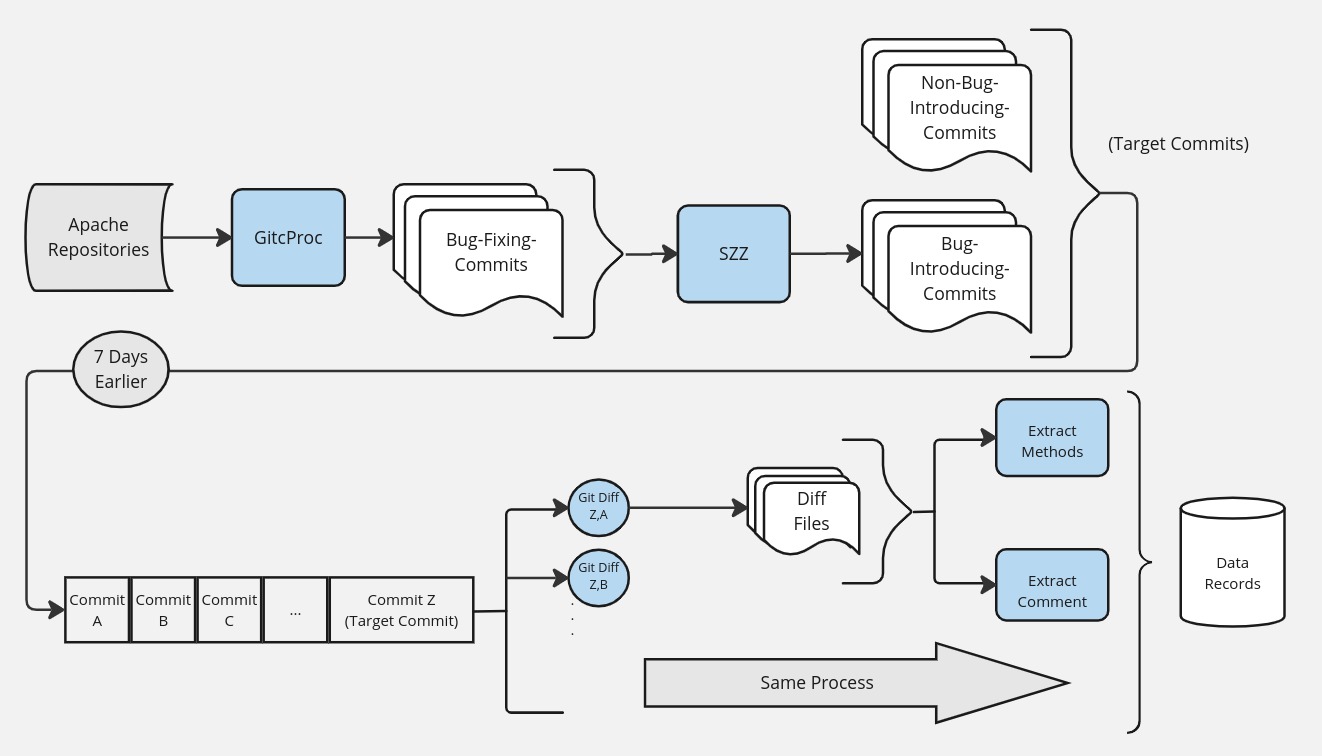 Non-Bug-
Introducing-
Commits
(Target Commits)
Apache
Repositories
GitcProc
Bug-Fixing-
Commits
SZZ
Bug-
Introducing-
Commits
7 Days
Earlier
Extract
Methods
Git Diff
Z,A
Diff
Files
Git Diff
Z,B
.
.
.
Extract
Comment
Data
Records
Commit
A
Commit
B
Commit
C
...
Commit Z
(Target Commit)
Same Process